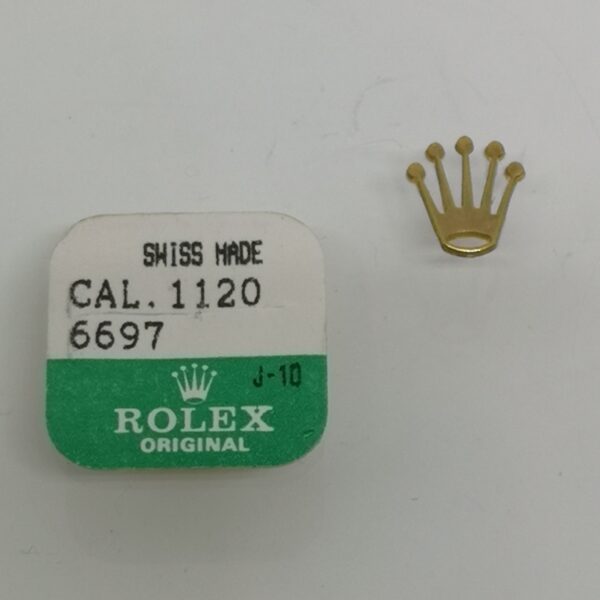 SWISS MADE
CAL. 1120
6697
J-10
ROLEX
ORIGINAL